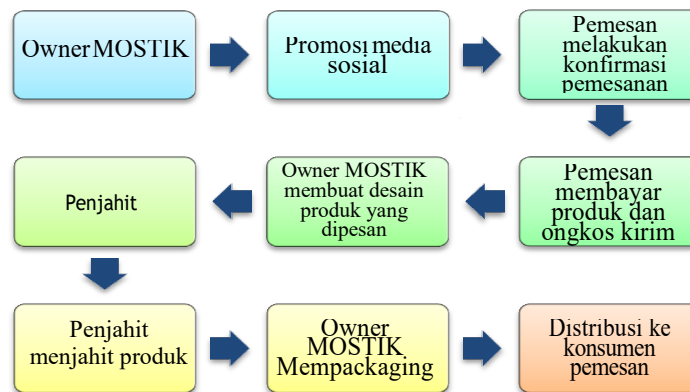 Owner MOSTIK
Promosi media
sosial
Pemesan
melakukan
konfirmasi
pemesanan
Pemesan
membayar
produk dan
ongkos kirim
Owner MOSTIK
membuat desain
produk yang
dipesan
Penjahit
Penjahit
menjahit produk
Owner
MOSTIK
Mempackaging
Distribusi ke
konsumen
pemesan